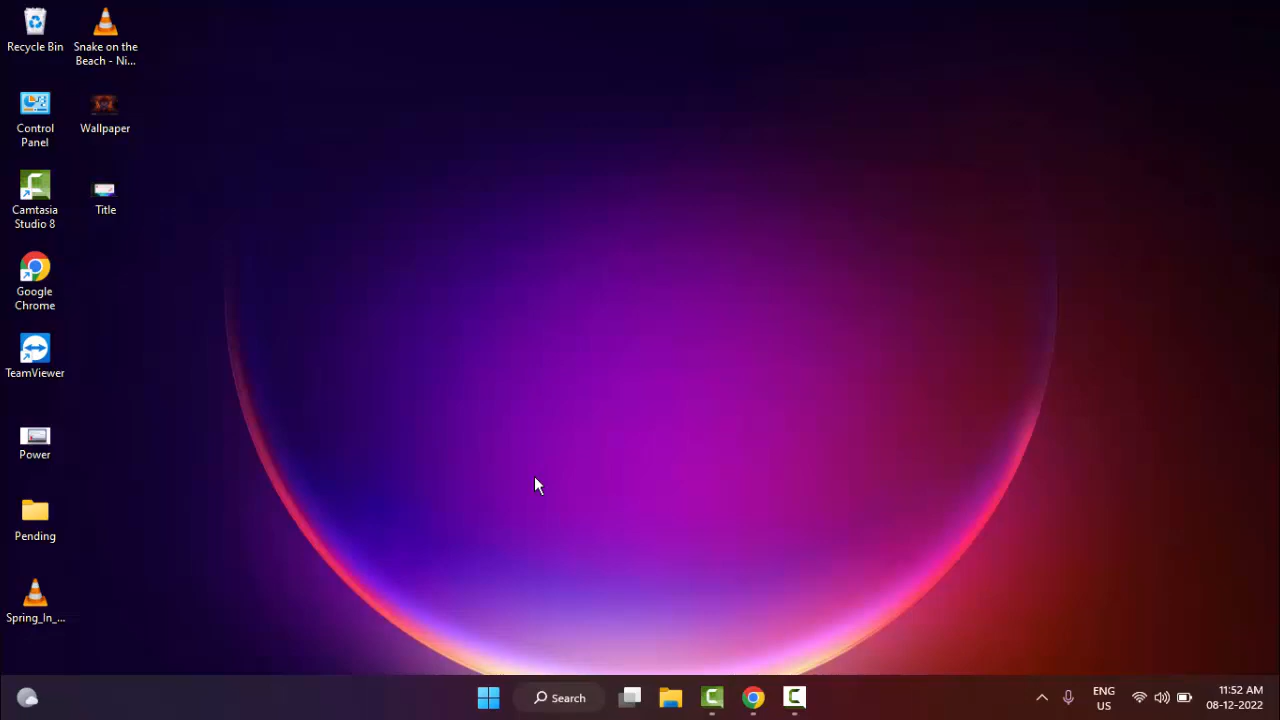 Recycle Bin
Snake on the
Beach - Ni...
Control
Panel
Wallpaper
Camtasia
Studio 8
Title
Google
Chrome
TeamViewer
Power
Pending
Spring_In_...
Search
ENG
US
11:52 AM
08-12-2022